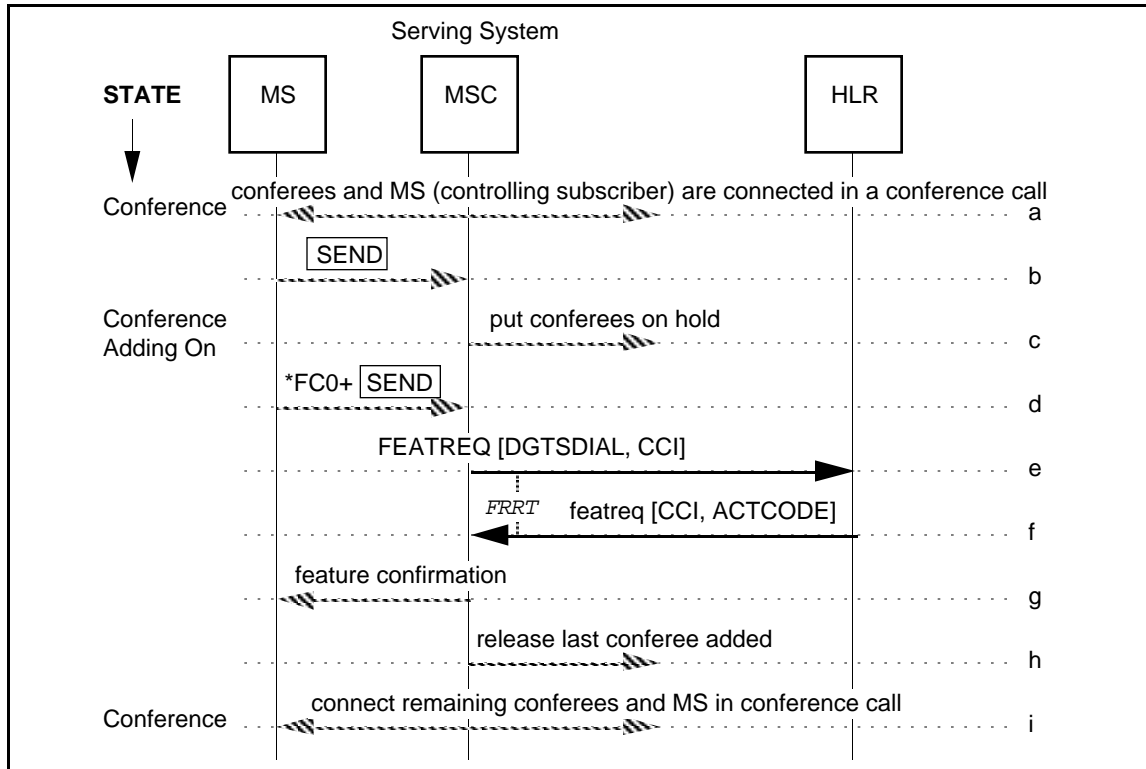 Serving System
STATE
MS
MSC
HLR
conferees and MS (controlling subscriber) are connected in a conference call
Conference
a
SEND
b
Conference
Adding On
put conferees on hold
c
*FC0+ SEND
d
FEATREQ [DGTSDIAL, CCI]
e
FRRT
featreq [CCI, ACTCODE]
f
feature confirmation
g
release last conferee added
h
Conference
connect remaining conferees and MS in conference call
i